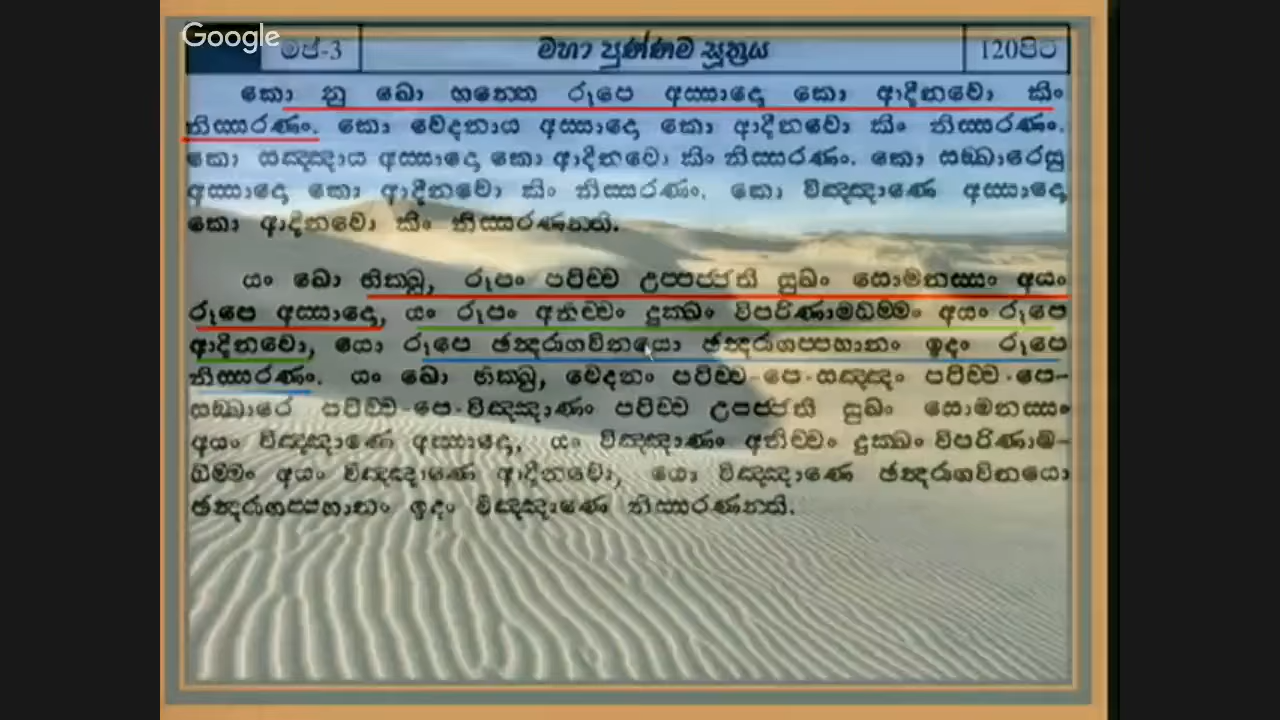 Google
මජ්-3 මහා පුණ්ණම සූත්‍රය 120පිට
කො නු ඛො භන්තෙ රූපෙ අස්සාදො කො ආදීනවො කිං
නිස්සරණං. කො වේදනාය අස්සාදො කො ආදීනවො කිං නිස්සරණං.
කො සඤ්ඤාය අස්සාදො කො ආදීනවො කිං නිස්සරණං. කො සඞ්ඛාරෙසු
අස්සාදො කො ආදීනවො කිං නිස්සරණං. කො විඤ්ඤාණෙ අස්සාදො
කො ආදීනවො කිං නිස්සරණන්ති.
යං ඛො භික්ඛු, රූපං පටිච්ච උප්පජ්ජති සුඛං සොමනස්සං අයං
රූපෙ අස්සාදො, යං රූපං අනිච්චං දුක්ඛං විපරිණාමධම්මං අයං රූපෙ
ආදීනවො, යො රූපෙ ඡන්දරාගවිනයො ඡන්දරාගප්පහානං ඉදං රූපෙ
නිස්සරණං. යං ඛො භික්ඛු, වේදනං පටිච්ච-පෙ-සඤ්ඤං පටිච්ච-පෙ-
සඞ්ඛාරෙ පටිච්ච-පෙ-විඤ්ඤාණං පටිච්ච උපජ්ජති සුඛං සොමනස්සං
අයං විඤ්ඤාණෙ අස්සාදො, යං විඤ්ඤාණං අනිච්චං දුක්ඛං විපරිණාම-
ධම්මං අයං විඤ්ඤාණෙ ආදීනවො, යො විඤ්ඤාණෙ ඡන්දරාගවිනයො
ඡන්දරාගප්පහානං ඉදං විඤ්ඤාණෙ නිස්සරණන්ති.